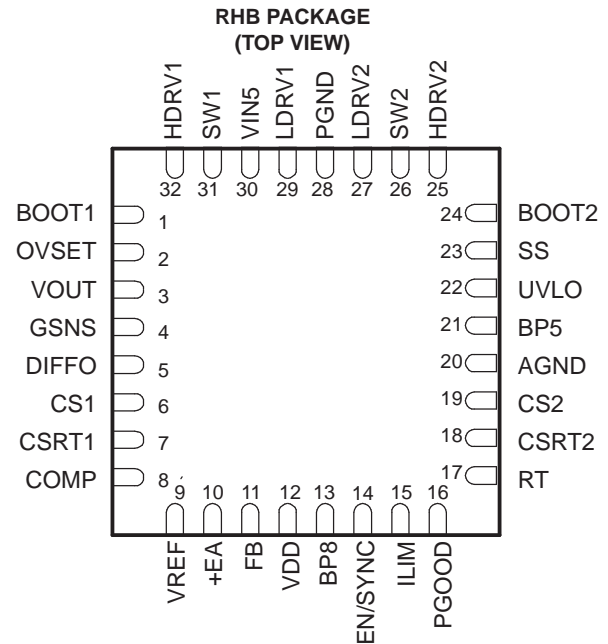 RHB PACKAGE
(TOP VIEW)
HDRV1
SW1
VIN5
LDRV1
PGND
LDRV2
SW2
HDRV2
32 31 30 29 28 27 26 25
BOOT1 1
OVSET 2
VOUT 3
GSNS 4
DIFFO 5
CS1 6
CSRT1 7
COMP 8
24 BOOT2
23 SS
22 UVLO
21 BP5
20 AGND
19 CS2
18 CSRT2
17 RT
9 10 11 12 13 14 15 16
VREF
+EA
FB
VDD
BP8
EN/SYNC
ILIM
PGOOD